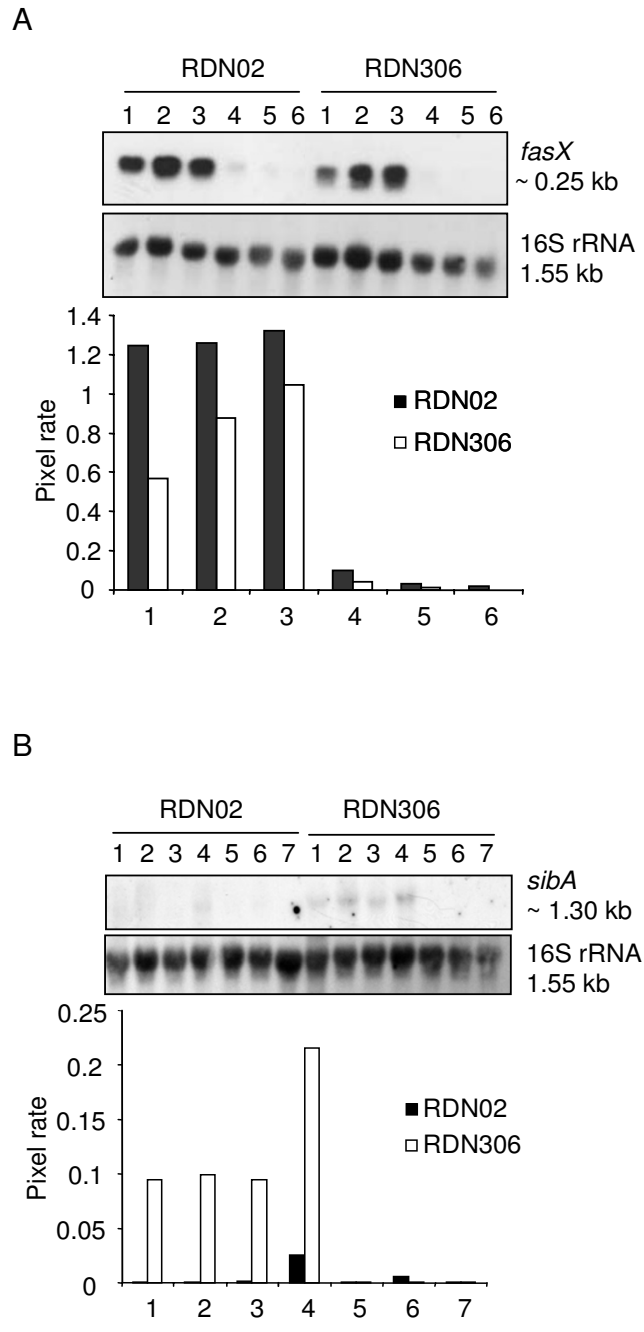 A
RDN02 RDN306
1 2 3 4 5 6 1 2 3 4 5 6
fasX
~ 0.25 kb
16S rRNA
1.55 kb
1.4
1.2
1
0.8
0.6
0.4
0.2
0
Pixel rate
RDN02
RDN306
1 2 3 4 5 6
B
RDN02 RDN306
1 2 3 4 5 6 7 1 2 3 4 5 6 7
sibA
~ 1.30 kb
16S rRNA
1.55 kb
0.25
0.2
0.15
0.1
0.05
0
Pixel rate
RDN02
RDN306
1 2 3 4 5 6 7